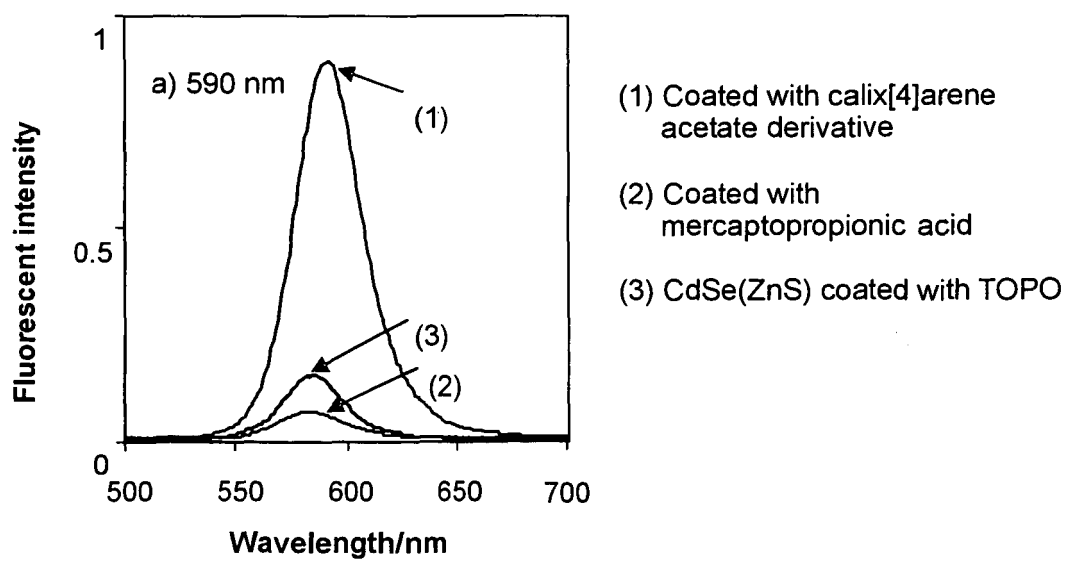 1
a) 590 nm
(1)
0.5
(3)
(2)
0
500 550 600 650 700
Wavelength/nm
Fluorescent intensity
(1) Coated with calix[4]arene
acetate derivative
(2) Coated with
mercaptopropionic acid
(3) CdSe(ZnS) coated with TOPO